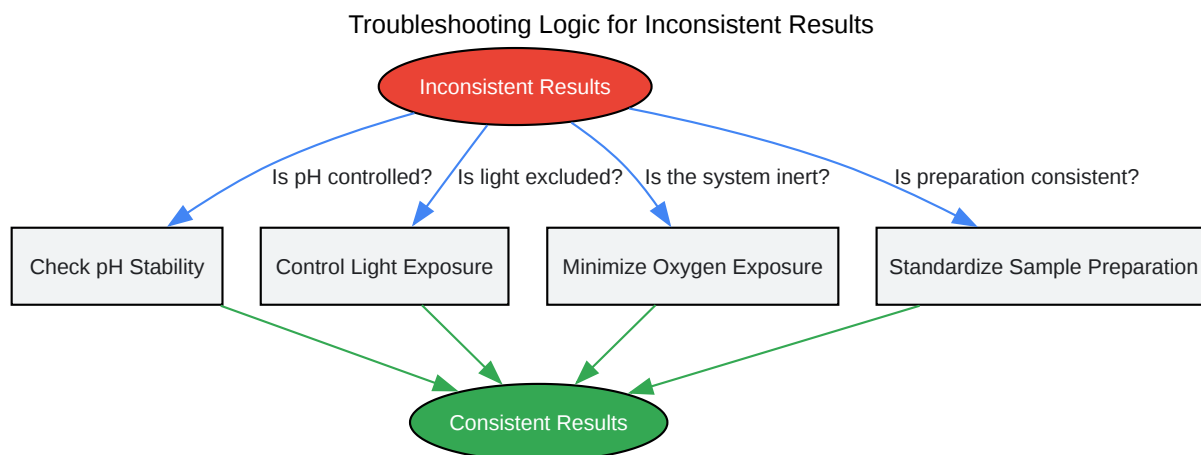 Troubleshooting Logic for Inconsistent Results
Inconsistent Results
Is pH controlled?
Is light excluded?
Is the system inert?
Is preparation consistent?
Check pH Stability
Control Light Exposure
Minimize Oxygen Exposure
Standardize Sample Preparation
Consistent Results